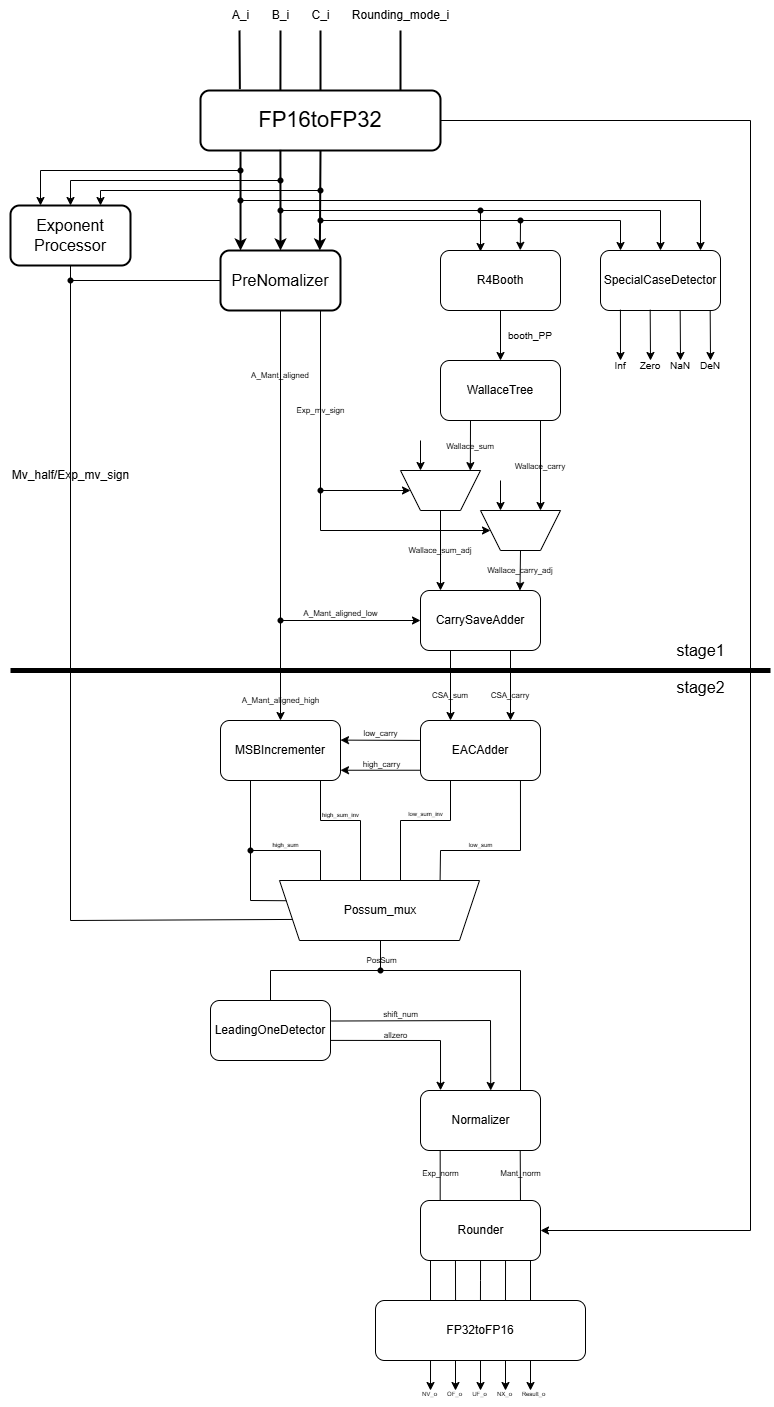 A_i
B_i
C_i
Rounding_mode_i
FP16toFP32
Exponent
Processor
PreNomalizer
R4Booth
SpecialCaseDetector
booth_PP
Inf
Zero
NaN
DeN
A_Mant_aligned
WallaceTree
Exp_mv_sign
Wallace_sum
Wallace_carry
Mv_half/Exp_mv_sign
Wallace_sum_adj
Wallace_carry_adj
A_Mant_aligned_low
CarrySaveAdder
stage1
stage2
A_Mant_aligned_high
CSA_sum
CSA_carry
low_carry
MSBIncrementer
EACAdder
high_carry
high_sum_inv
low_sum_inv
high_sum
low_sum
Possum_mux
PosSum
shift_num
LeadingOneDetector
allzero
Normalizer
Exp_norm
Mant_norm
Rounder
FP32toFP16
NV_o
OF_o
UF_o
NX_o
Result_o